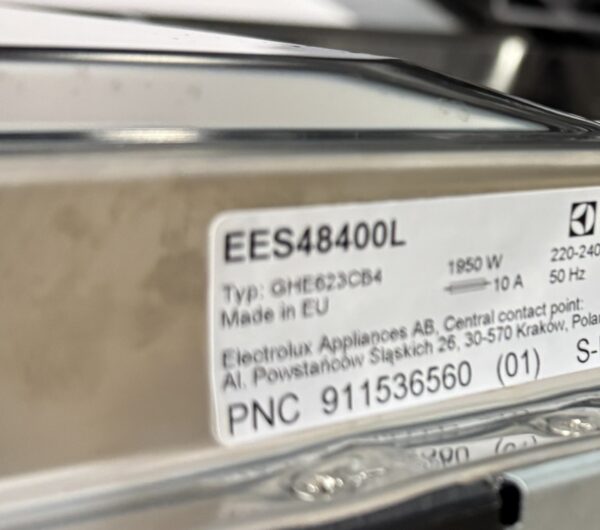 EES48400L
Typ: GHE623CB4
1950 W
220-240
10 A
50 Hz
Made in EU
Electrolux Appliances AB, Central contact point:
Al. Powstańców Śląskich 26, 30-570 Kraków,
PNC 911536560 (01)